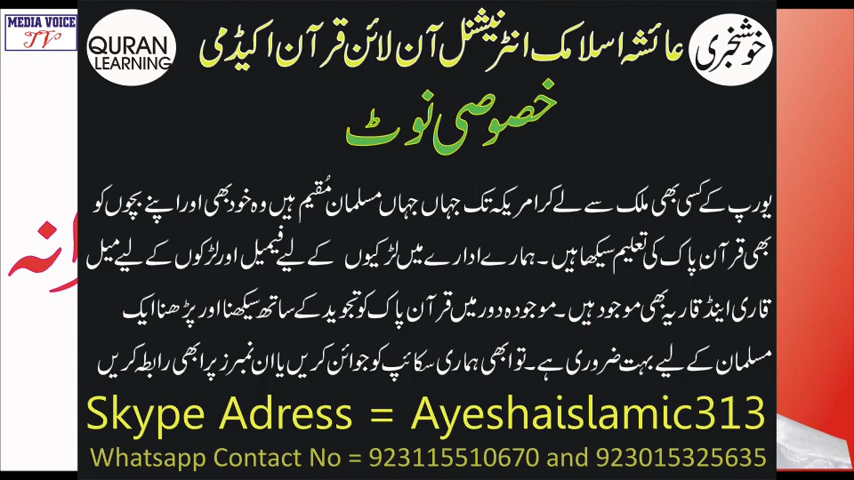 MEDIA VOICE
TV
QURAN
LEARNING
عائشہ اسلامک انٹرنیشنل آن لائن قرآن اکیڈمی
خوشخبری
خصوصی نوٹ
یورپ کے کسی بھی ملک سے لے کر امریکہ تک جہاں جہاں مسلمان مُقیم ہیں وہ خود بھی اور اپنے بچوں کو
بھی قرآنِ پاک کی تعلیم سیکھا ہیں۔ ہمارے ادارے میں لڑکیوں کے لیے فیمیل اور لڑکوں کے لیے میل
قاری اینڈ قاریہ بھی موجود ہیں۔ موجودہ دور میں قرآن پاک کو تجوید کے ساتھ سیکھنا اور پڑھنا ایک
مسلمان کے لیے بہت ضروری ہے۔ تو ابھی ہماری سکائپ کو جوائن کریں یا ان نمبرز پر ابھی رابطہ کریں
Skype Adress = Ayeshaislamic313
Whatsapp Contact No = 923115510670 and 923015325635